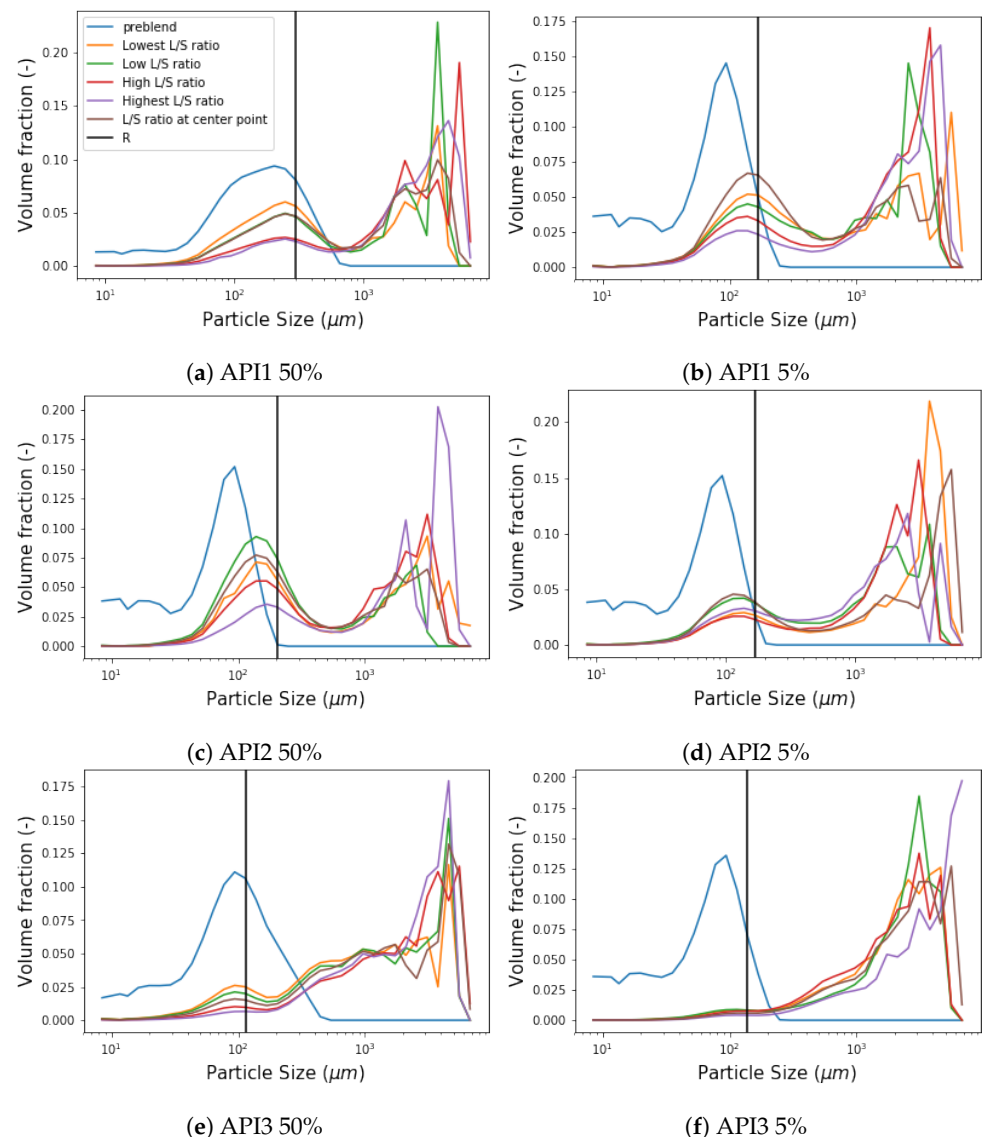 preblend
Lowest L/S ratio
Low L/S ratio
High L/S ratio
Highest L/S ratio
L/S ratio at center point
R
Volume fraction (-)
0.20
0.15
0.10
0.05
0.00
10¹ 10² 10³
Particle Size (μm)
(a) API1 50%
Volume fraction (-)
0.175
0.150
0.125
0.100
0.075
0.050
0.025
0.000
10¹ 10² 10³
Particle Size (μm)
(b) API1 5%
Volume fraction (-)
0.200
0.175
0.150
0.125
0.100
0.075
0.050
0.025
0.000
10¹ 10² 10³
Particle Size (μm)
(c) API2 50%
Volume fraction (-)
0.20
0.15
0.10
0.05
0.00
10¹ 10² 10³
Particle Size (μm)
(d) API2 5%
Volume fraction (-)
0.175
0.150
0.125
0.100
0.075
0.050
0.025
0.000
10¹ 10² 10³
Particle Size (μm)
(e) API3 50%
Volume fraction (-)
0.200
0.175
0.150
0.125
0.100
0.075
0.050
0.025
0.000
10¹ 10² 10³
Particle Size (μm)
(f) API3 5%